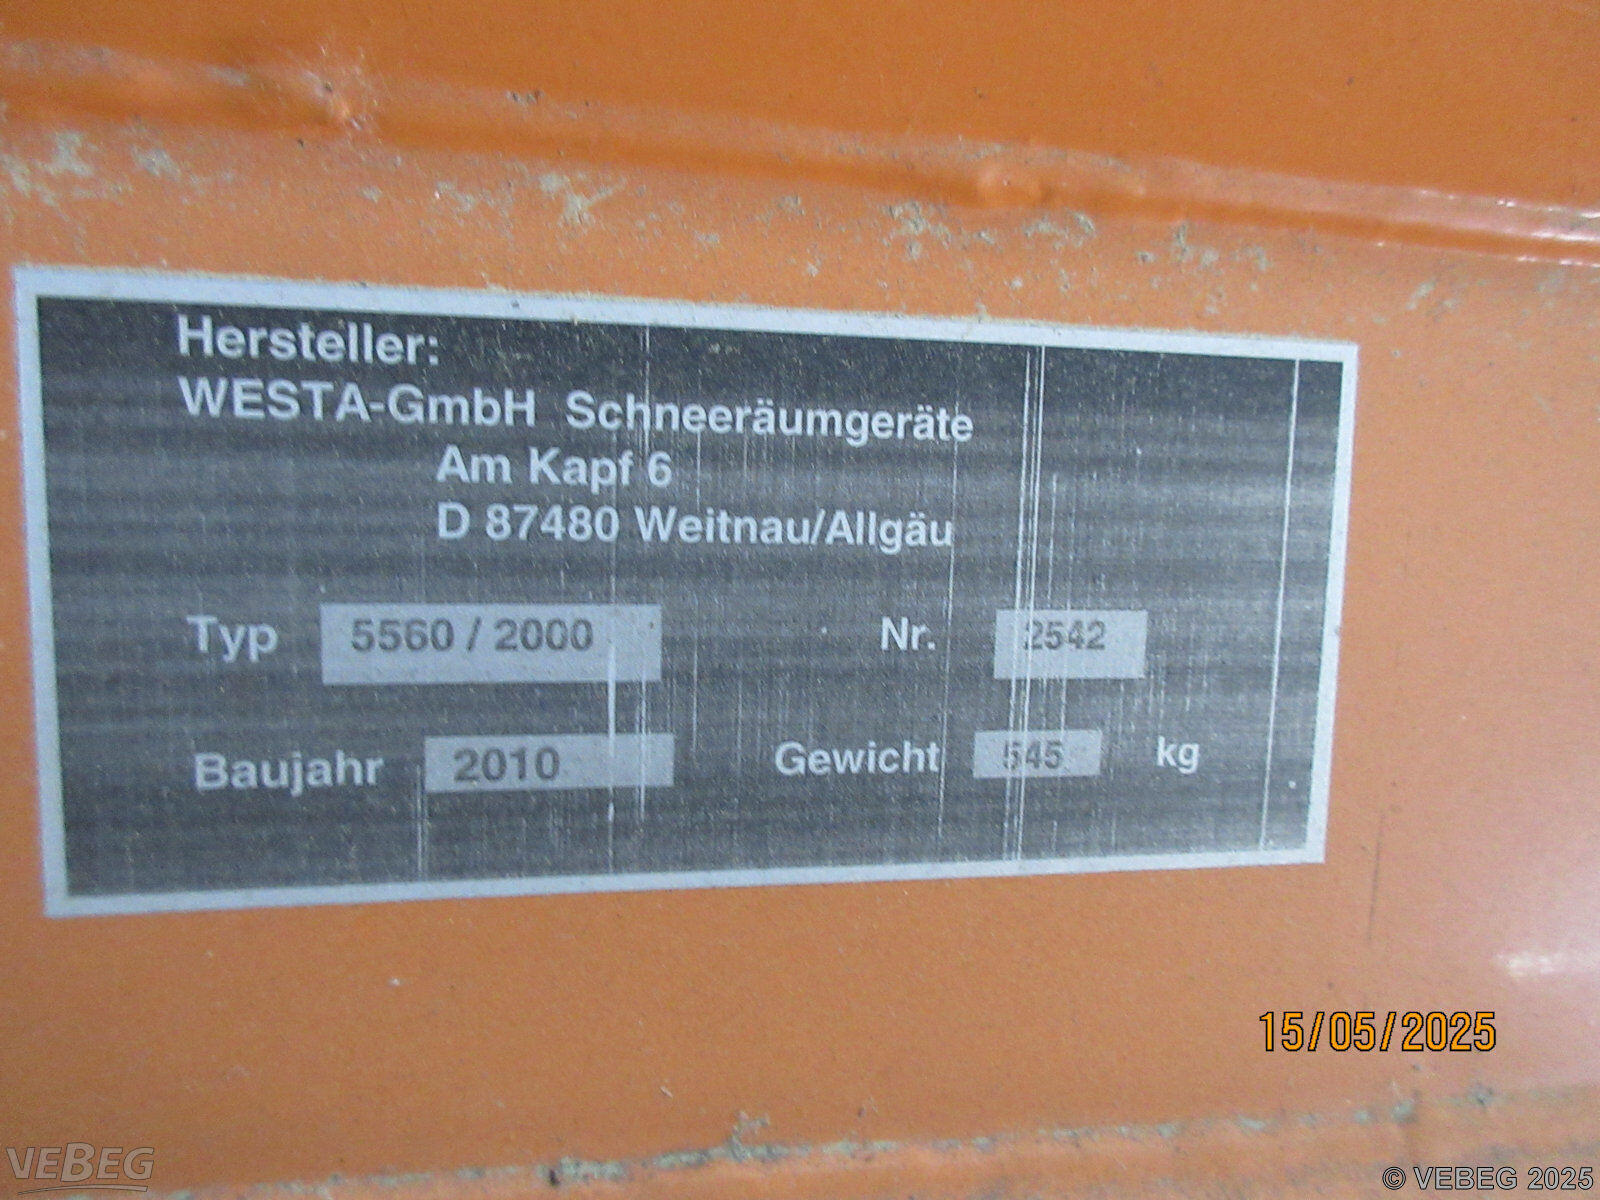 Hersteller:
WESTA-GmbH Schneeräumgeräte
Am Kapf 6
D 87480 Weitnau/Allgäu
Typ 5560 / 2000 Nr. 2542
Baujahr 2010 Gewicht 545 kg
15/05/2025
VEBEG
© VEBEG 2025